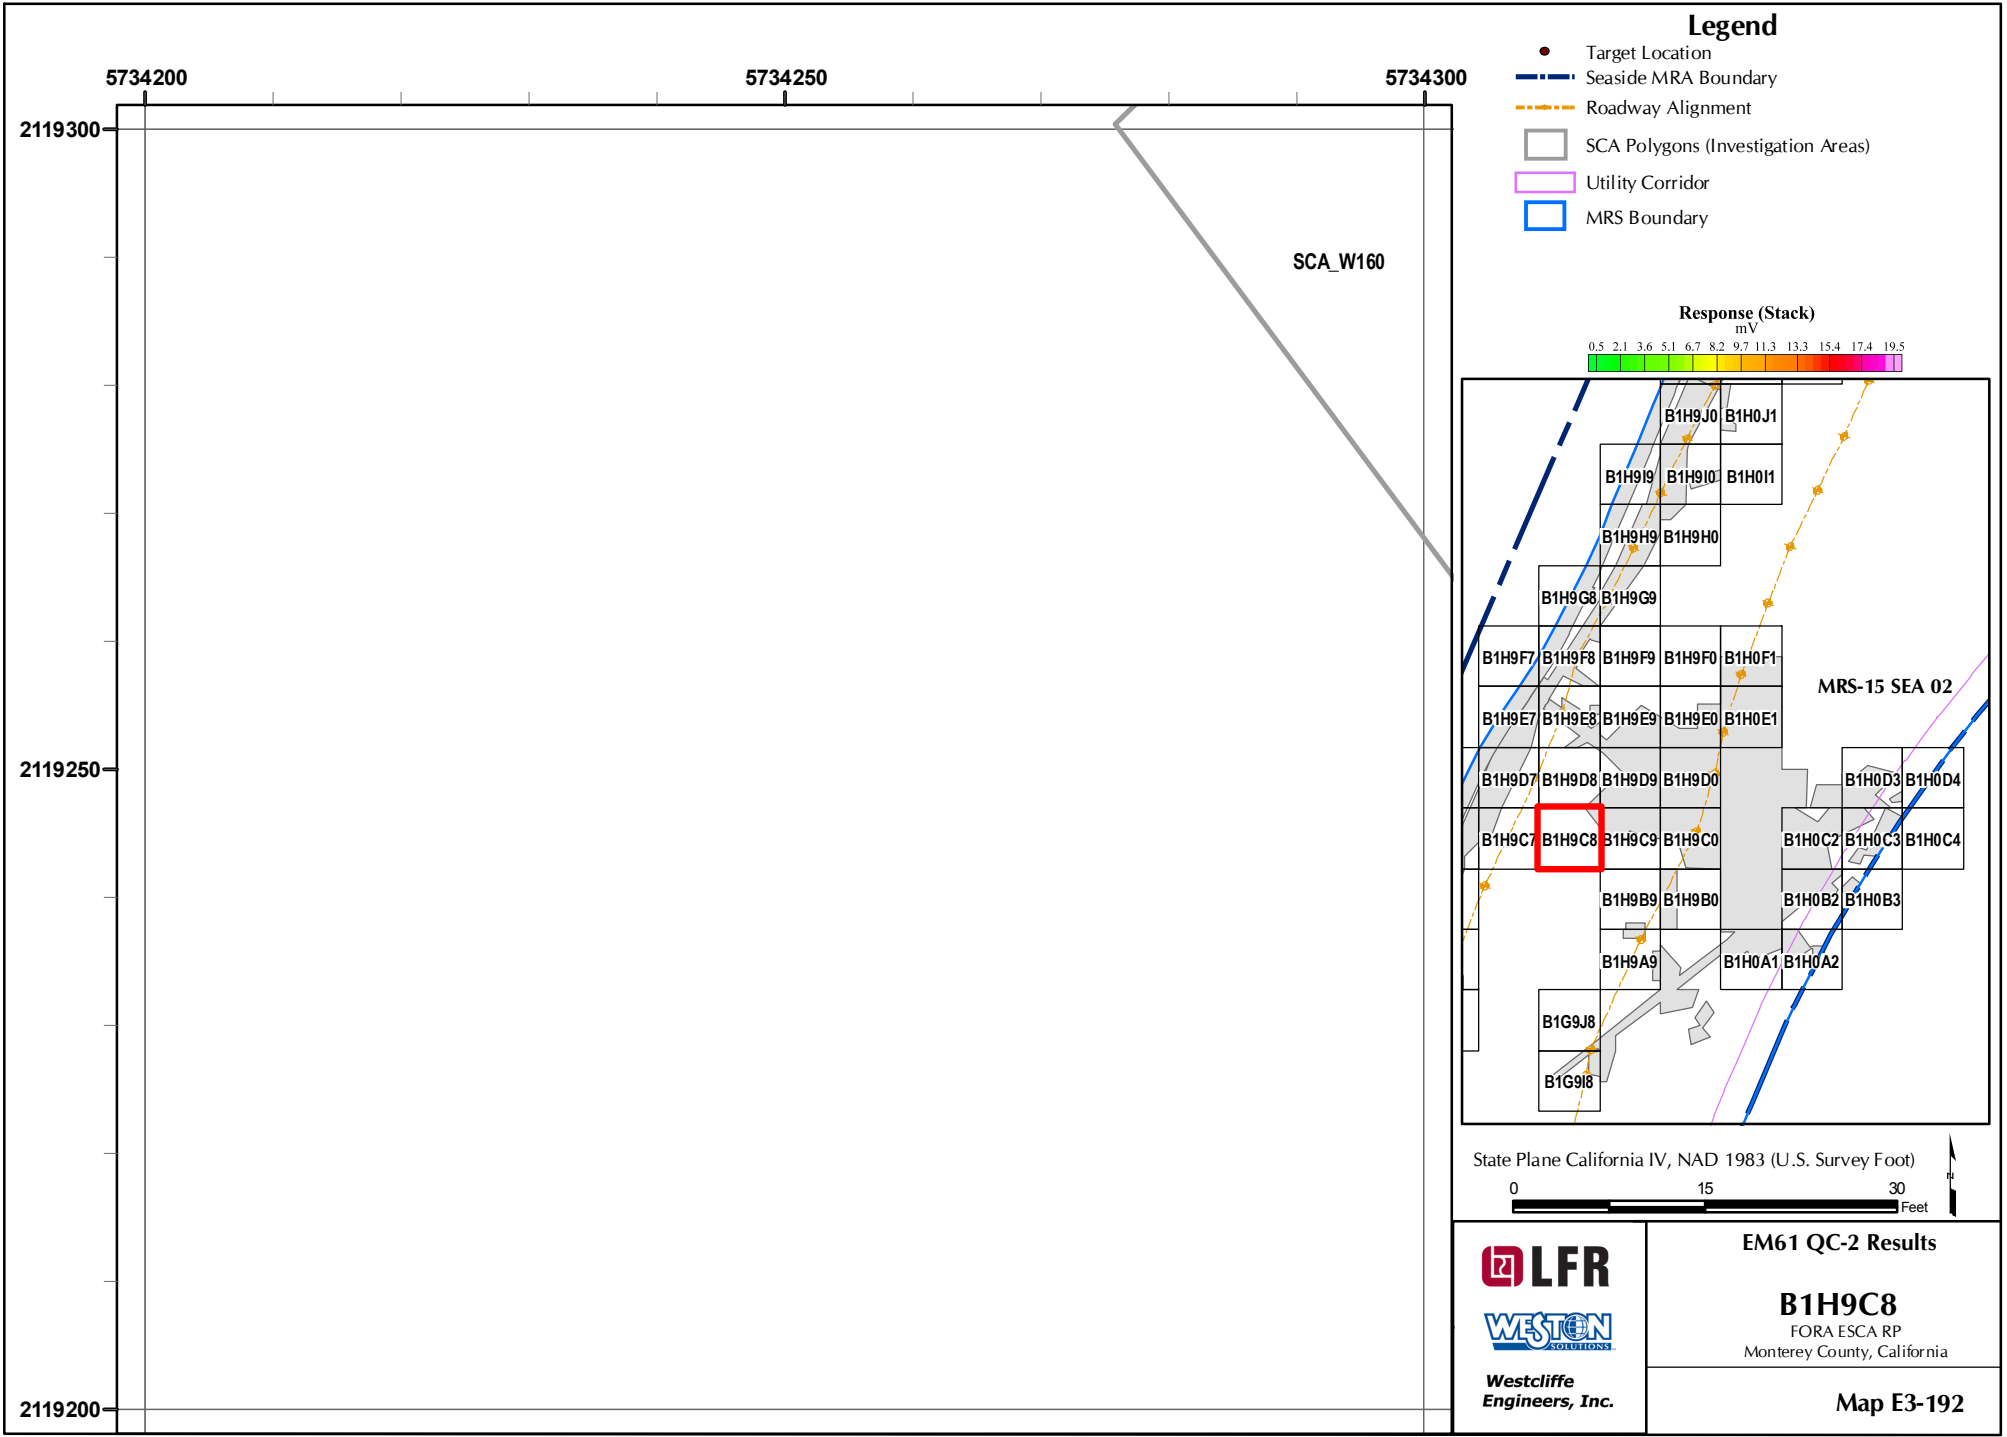 Legend
Target Location
Seaside MRA Boundary
Roadway Alignment
SCA Polygons (Investigation Areas)
Utility Corridor
MRS Boundary
5734200 5734250 5734300
2119300
2119250
2119200
SCA_W160
Response (Stack)
mV
0.5 2.1 3.6 5.1 6.7 8.2 9.7 11.3 13.3 15.4 17.4 19.5
B1H9J0 B1H0J1
B1H9I9 B1H9I0 B1H0I1
B1H9H9 B1H9H0
B1H9G8 B1H9G9
B1H9F7 B1H9F8 B1H9F9 B1H9F0 B1H0F1
MRS-15 SEA 02
B1H9E7 B1H9E8 B1H9E9 B1H9E0 B1H0E1
B1H9D7 B1H9D8 B1H9D9 B1H9D0 B1H0D3 B1H0D4
B1H9C7 B1H9C8 B1H9C9 B1H9C0 B1H0C2 B1H0C3 B1H0C4
B1H9B9 B1H9B0 B1H0B2 B1H0B3
B1H9A9 B1H0A1 B1H0A2
B1G9J8
B1G9I8
State Plane California IV, NAD 1983 (U.S. Survey Foot)
0 15 30
Feet
N
LFR
WESTON
SOLUTIONS
Westcliffe
Engineers, Inc.
EM61 QC-2 Results
B1H9C8
FORA ESCA RP
Monterey County, California
Map E3-192